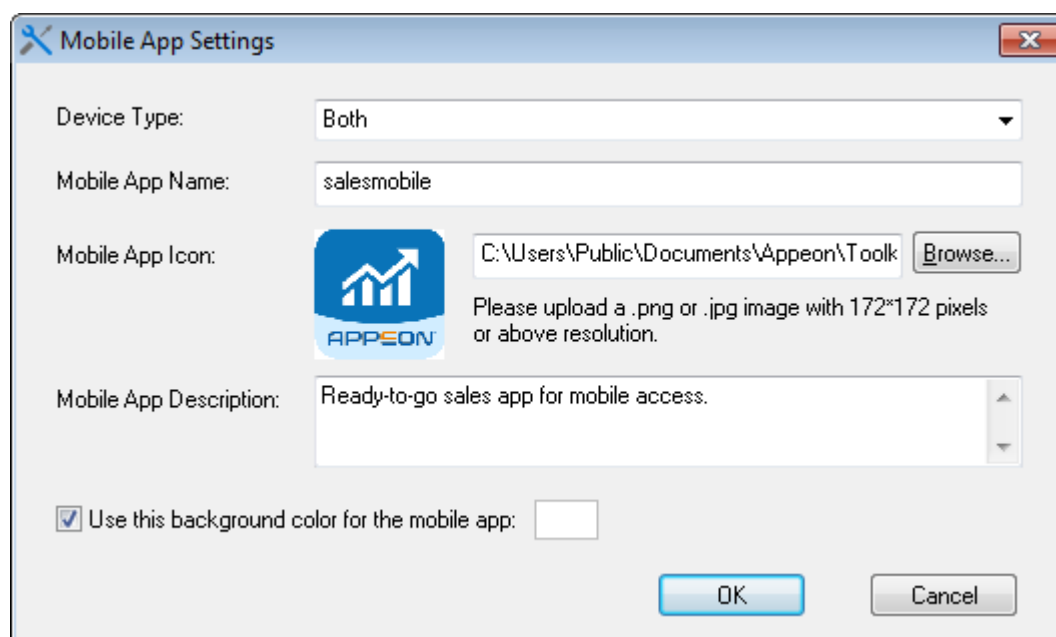 Mobile App Settings
Device Type:
Both
Mobile App Name:
salesmobile
Mobile App Icon:
APPEON
C:\Users\Public\Documents\Appeon\Toolk
Browse...
Please upload a .png or .jpg image with 172*172 pixels
or above resolution.
Mobile App Description:
Ready-to-go sales app for mobile access.
Use this background color for the mobile app:
OK
Cancel